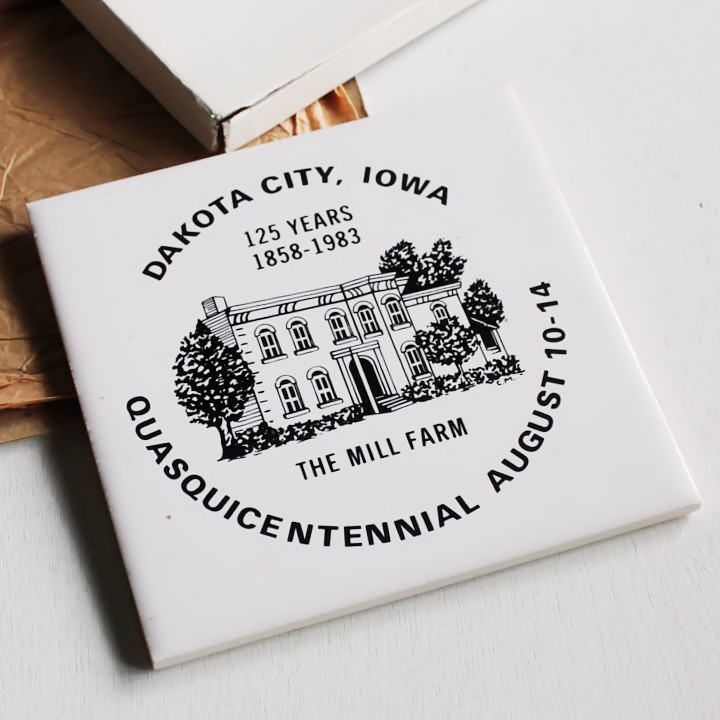 DAKOTA CITY, IOWA
125 YEARS
1858-1983
C.M.
THE MILL FARM
QUASQUICENTENNIAL AUGUST 10-14